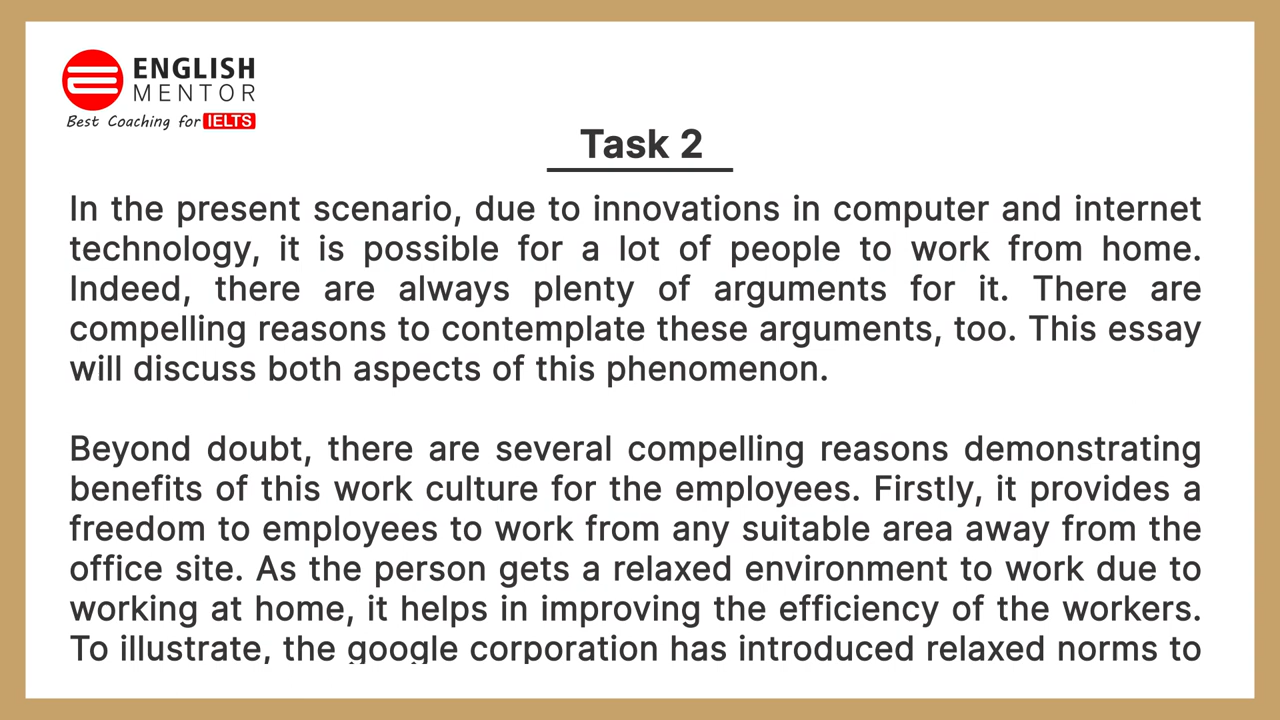 ENGLISH
MENTOR
Best Coaching for IELTS
Task 2
In the present scenario, due to innovations in computer and internet
technology, it is possible for a lot of people to work from home.
Indeed, there are always plenty of arguments for it. There are
compelling reasons to contemplate these arguments, too. This essay
will discuss both aspects of this phenomenon.
Beyond doubt, there are several compelling reasons demonstrating
benefits of this work culture for the employees. Firstly, it provides a
freedom to employees to work from any suitable area away from the
office site. As the person gets a relaxed environment to work due to
working at home, it helps in improving the efficiency of the workers.
To illustrate, the google corporation has introduced relaxed norms to